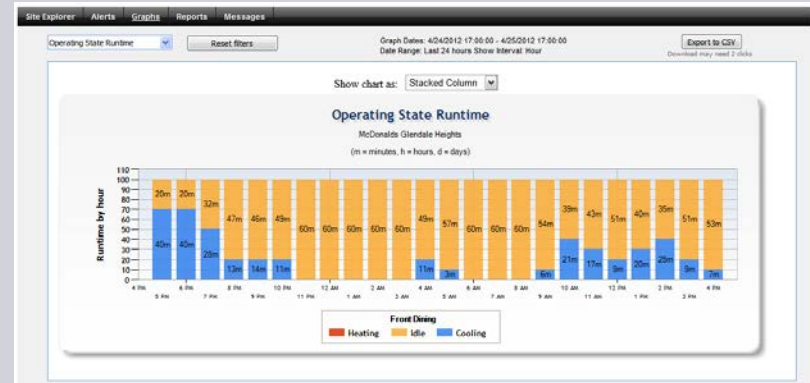 Site Explorer Alerts Graphs Reports Messages
Operating State Runtime Reset filters
Graph Dates: 4/24/2012 17:00:00 - 4/25/2012 17:00:00
Date Range: Last 24 hours Show Interval: Hour
Export to CSV
Download may need 2 clicks
Show chart as: Stacked Column
Operating State Runtime
McDonalds Glendale Heights
(m = minutes, h = hours, d = days)
Runtime by hour
110
100
90
80
70
60
50
40
30
20
10
0
20m 20m 32m 47m 46m 49m 60m 60m 60m 60m 60m 49m 57m 60m 60m 60m 54m 39m 43m 51m 40m 35m 51m 53m
40m 40m 28m 13m 14m 11m 11m 3m 6m 21m 17m 9m 20m 25m 9m 7m
4 PM 6 PM 8 PM 10 PM 12 AM 2 AM 4 AM 6 AM 8 AM 10 AM 12 PM 2 PM 4 PM
5 PM 7 PM 9 PM 11 PM 1 AM 3 AM 5 AM 7 AM 9 AM 11 AM 1 PM 3 PM
Front Dining
Heating Idle Cooling